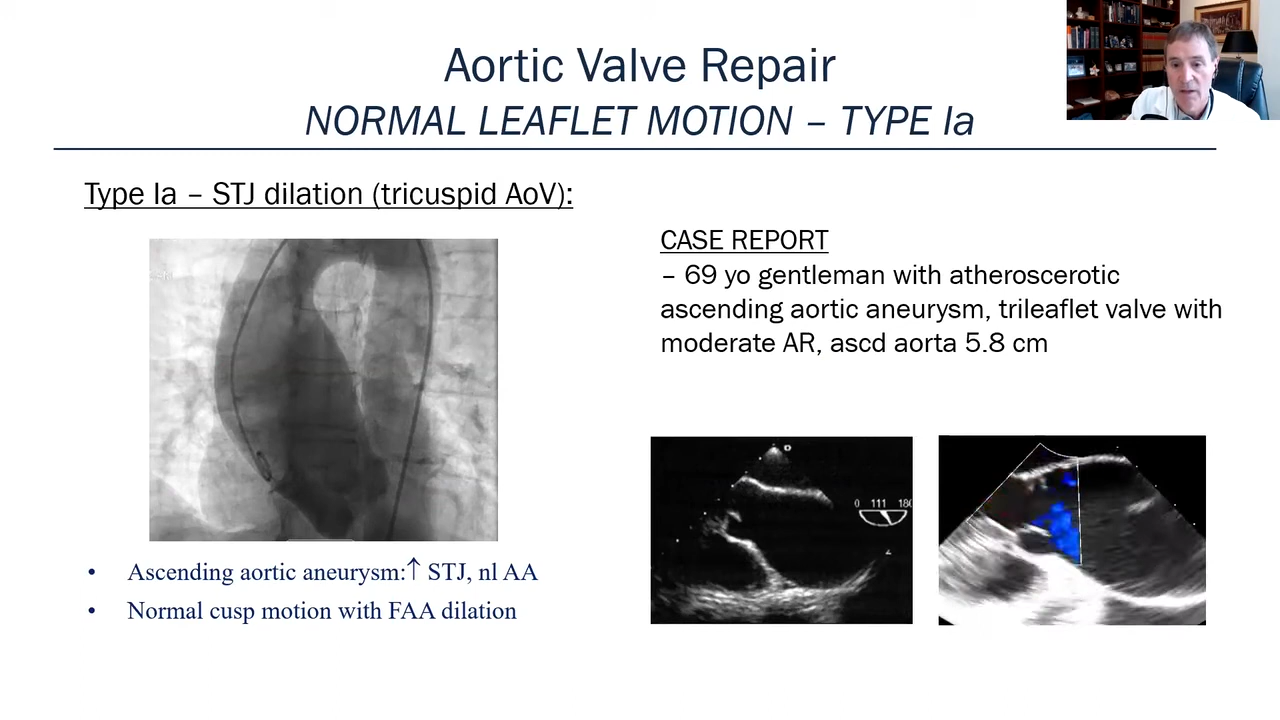 Aortic Valve Repair
NORMAL LEAFLET MOTION – TYPE Ia
Type Ia – STJ dilation (tricuspid AoV):
CASE REPORT
– 69 yo gentleman with atheroscerotic
ascending aortic aneurysm, trileaflet valve with
moderate AR, ascd aorta 5.8 cm
0 111 180
• Ascending aortic aneurysm:↑ STJ, nl AA
• Normal cusp motion with FAA dilation